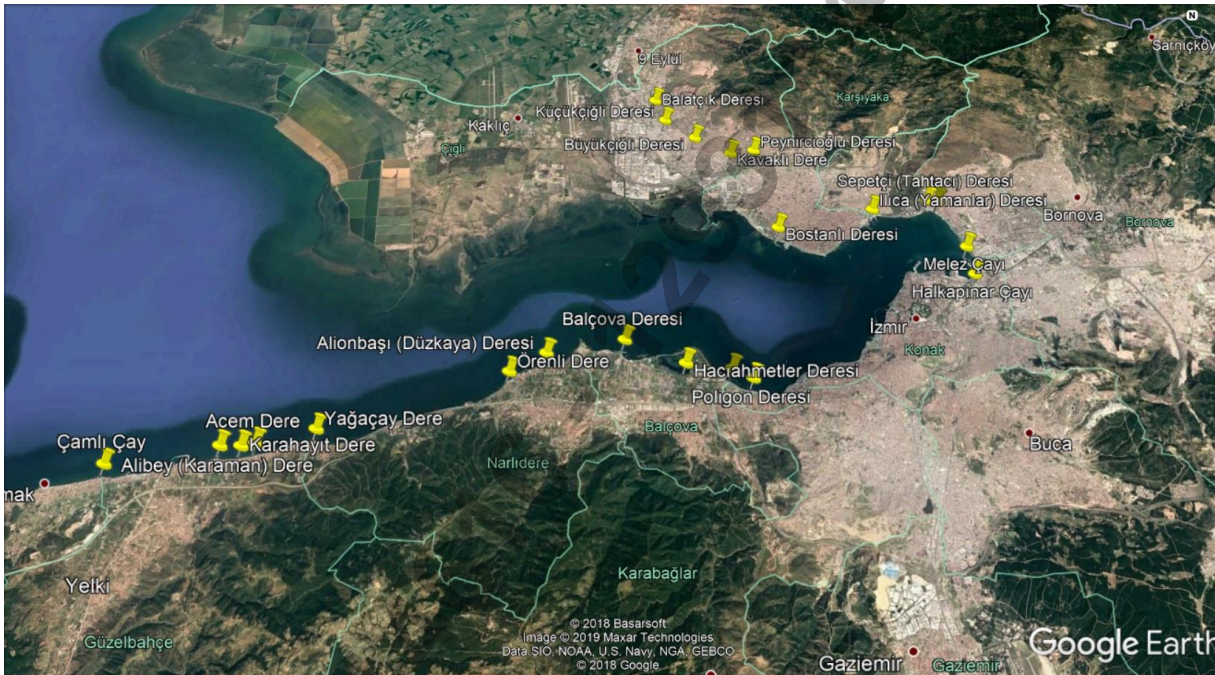 N
Sarnıçköy
9 Eylül
Balatçık Deresi
Karşıyaka
Küçükçiğli Deresi
Kaklıç
Çiğli
Büyükçiğli Deresi
Peynircioğlu Deresi
Kavaklı Dere
Sepetçi (Tahtacı) Deresi
Ilıca (Yamanlar) Deresi
Bornova
Bornova
Bostanlı Deresi
Melez Çayı
Halkapınar Çayı
Balçova Deresi
İzmir
Alionbaşı (Düzkaya) Deresi
Konak
Örenli Dere
Hacıahmetler Deresi
Poligon Deresi
Acem Dere
Yağaçay Dere
Balçova
Çamlı Çay
Karahayıt Dere
Buca
Alibey (Karaman) Dere
Narlıdere
mak
Karabağlar
Yelki
Güzelbahçe
© 2018 Basarsoft
Image © 2019 Maxar Technologies
Data SIO, NOAA, U.S. Navy, NGA, GEBCO
© 2018 Google
Google Earth
Gaziemir
Gaziemir